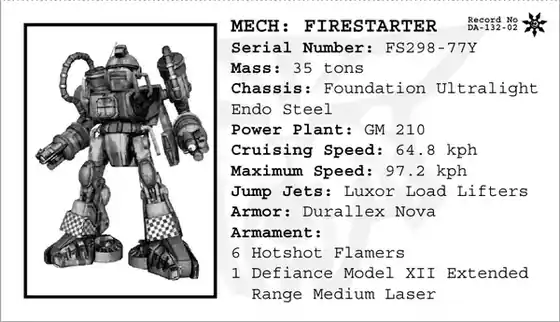 MECH: FIRESTARTER
Record No
DA-132-02
Serial Number: FS298-77Y
Mass: 35 tons
Chassis: Foundation Ultralight
Endo Steel
Power Plant: GM 210
Cruising Speed: 64.8 kph
Maximum Speed: 97.2 kph
Jump Jets: Luxor Load Lifters
Armor: Durallex Nova
Armament:
6 Hotshot Flamers
1 Defiance Model XII Extended
Range Medium Laser